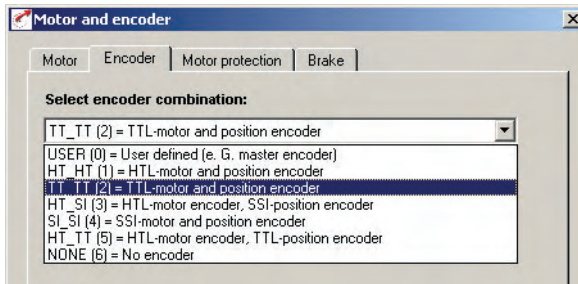 Motor and encoder
Motor Encoder Motor protection Brake
Select encoder combination:
TT_TT (2) = TTL-motor and position encoder
USER (0) = User defined (e. G. master encoder)
HT_HT (1) = HTL-motor and position encoder
TT_TT (2) = TTL-motor and position encoder
HT_SI (3) = HTL-motor encoder, SSI-position encoder
SI_SI (4) = SSI-motor and position encoder
HT_TT (5) = HTL-motor encoder, TTL-position encoder
NONE (6) = No encoder